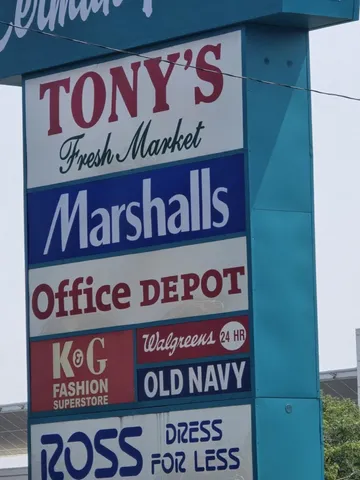 TONY'S
Fresh Market
Marshalls
Office DEPOT
K&G
FASHION
SUPERSTORE
Walgreens 24 HR
OLD NAVY
ROSS DRESS
FOR LESS